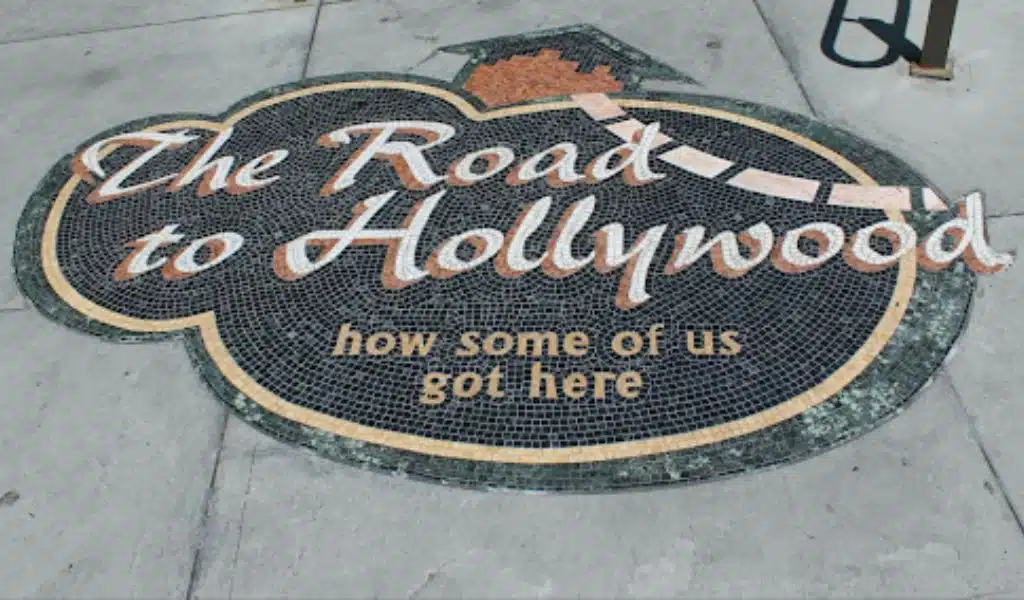 The Road
to Hollywood
how some of us
got here